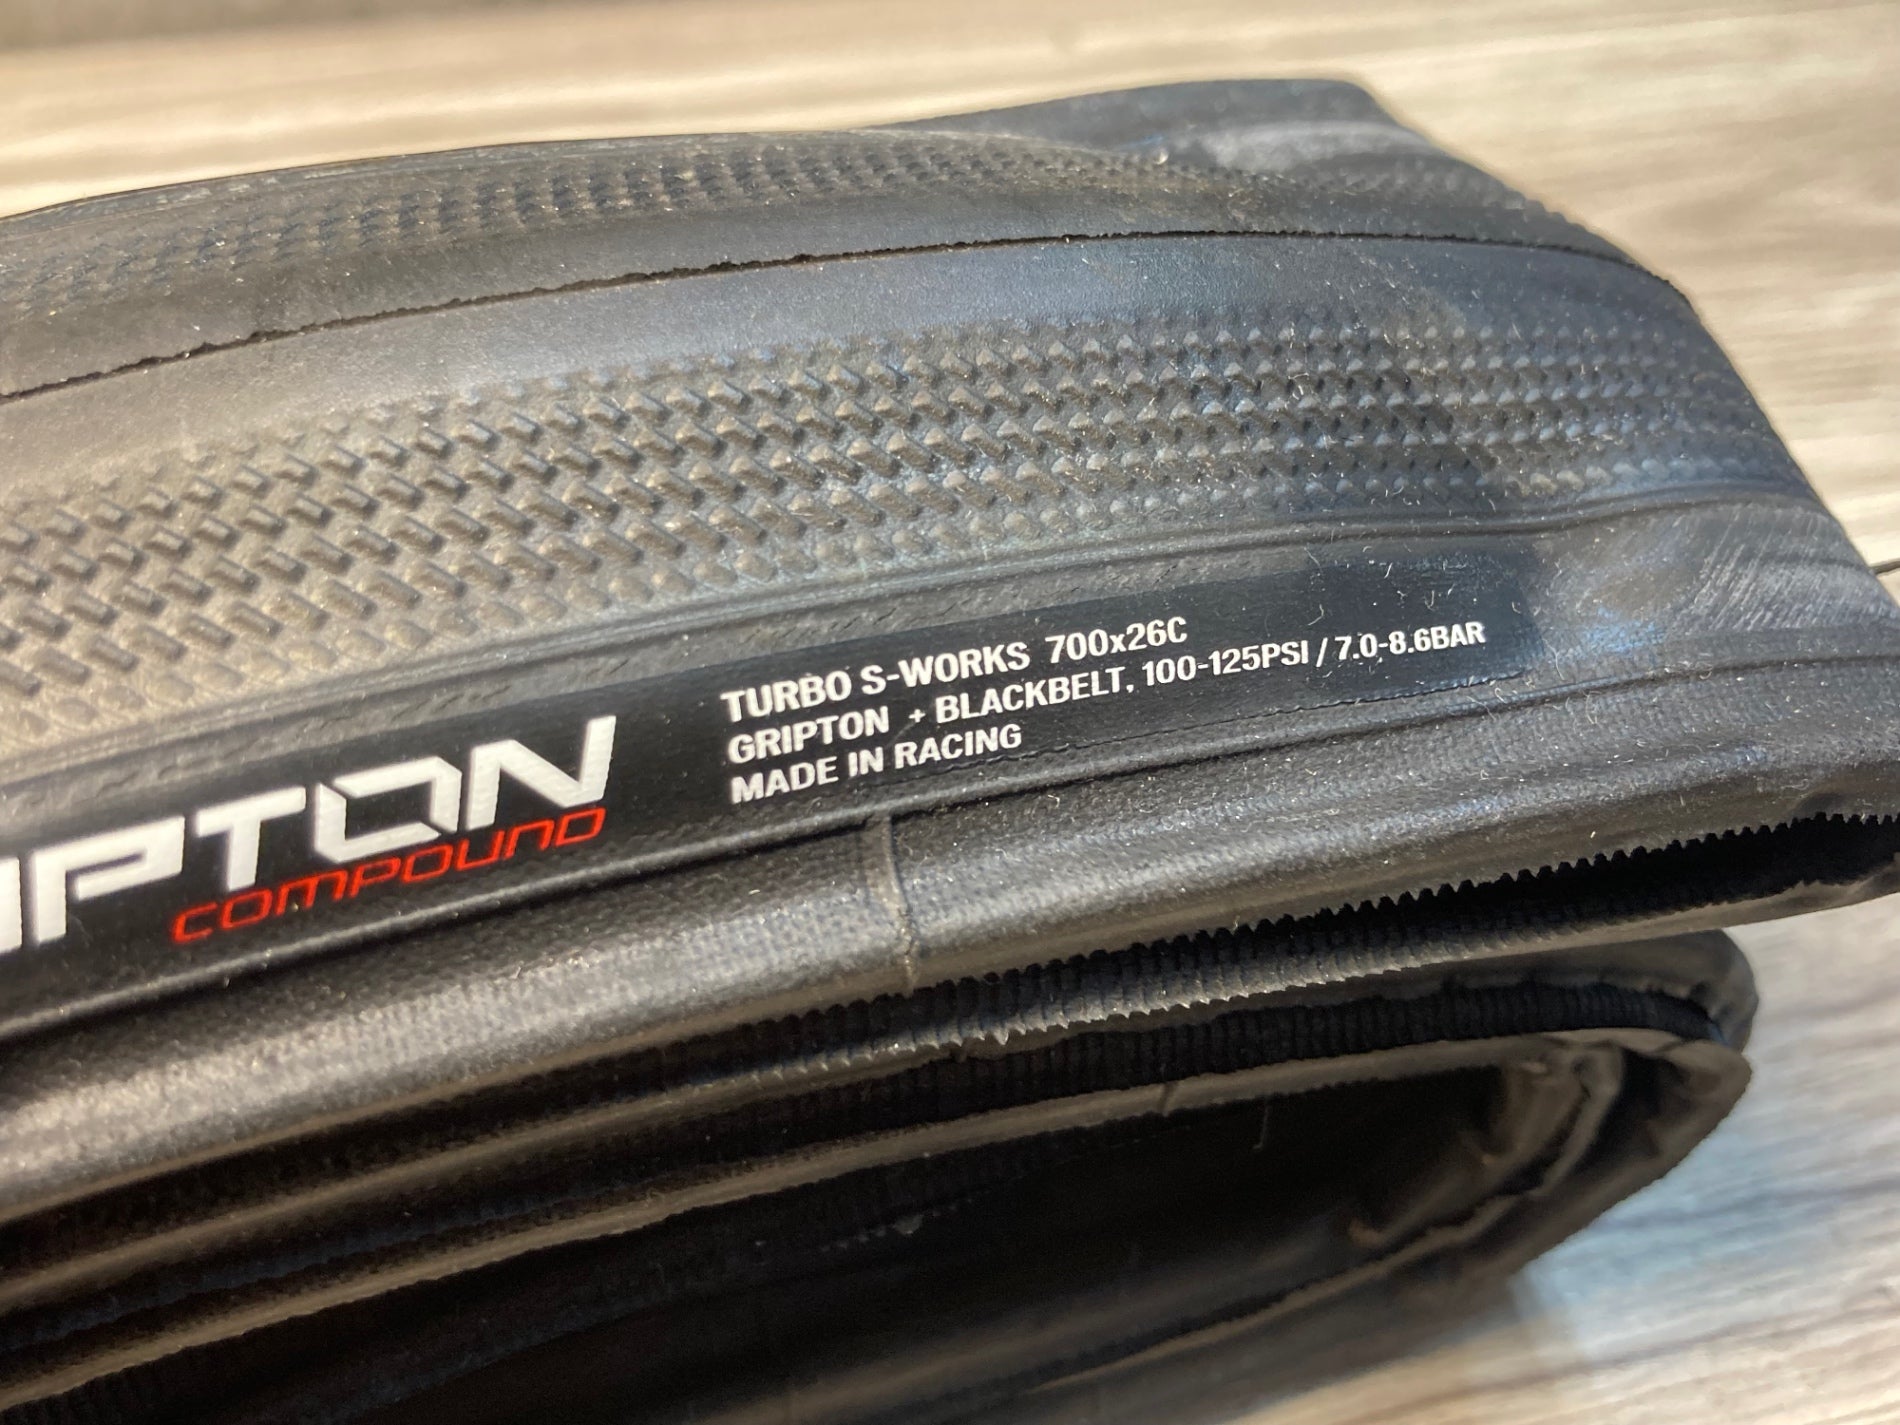 TURBO S-WORKS 700x26C
GRIPTON + BLACKBELT, 100-125PSI / 7.0-8.6BAR
MADE IN RACING
IPTON
COMPOUND